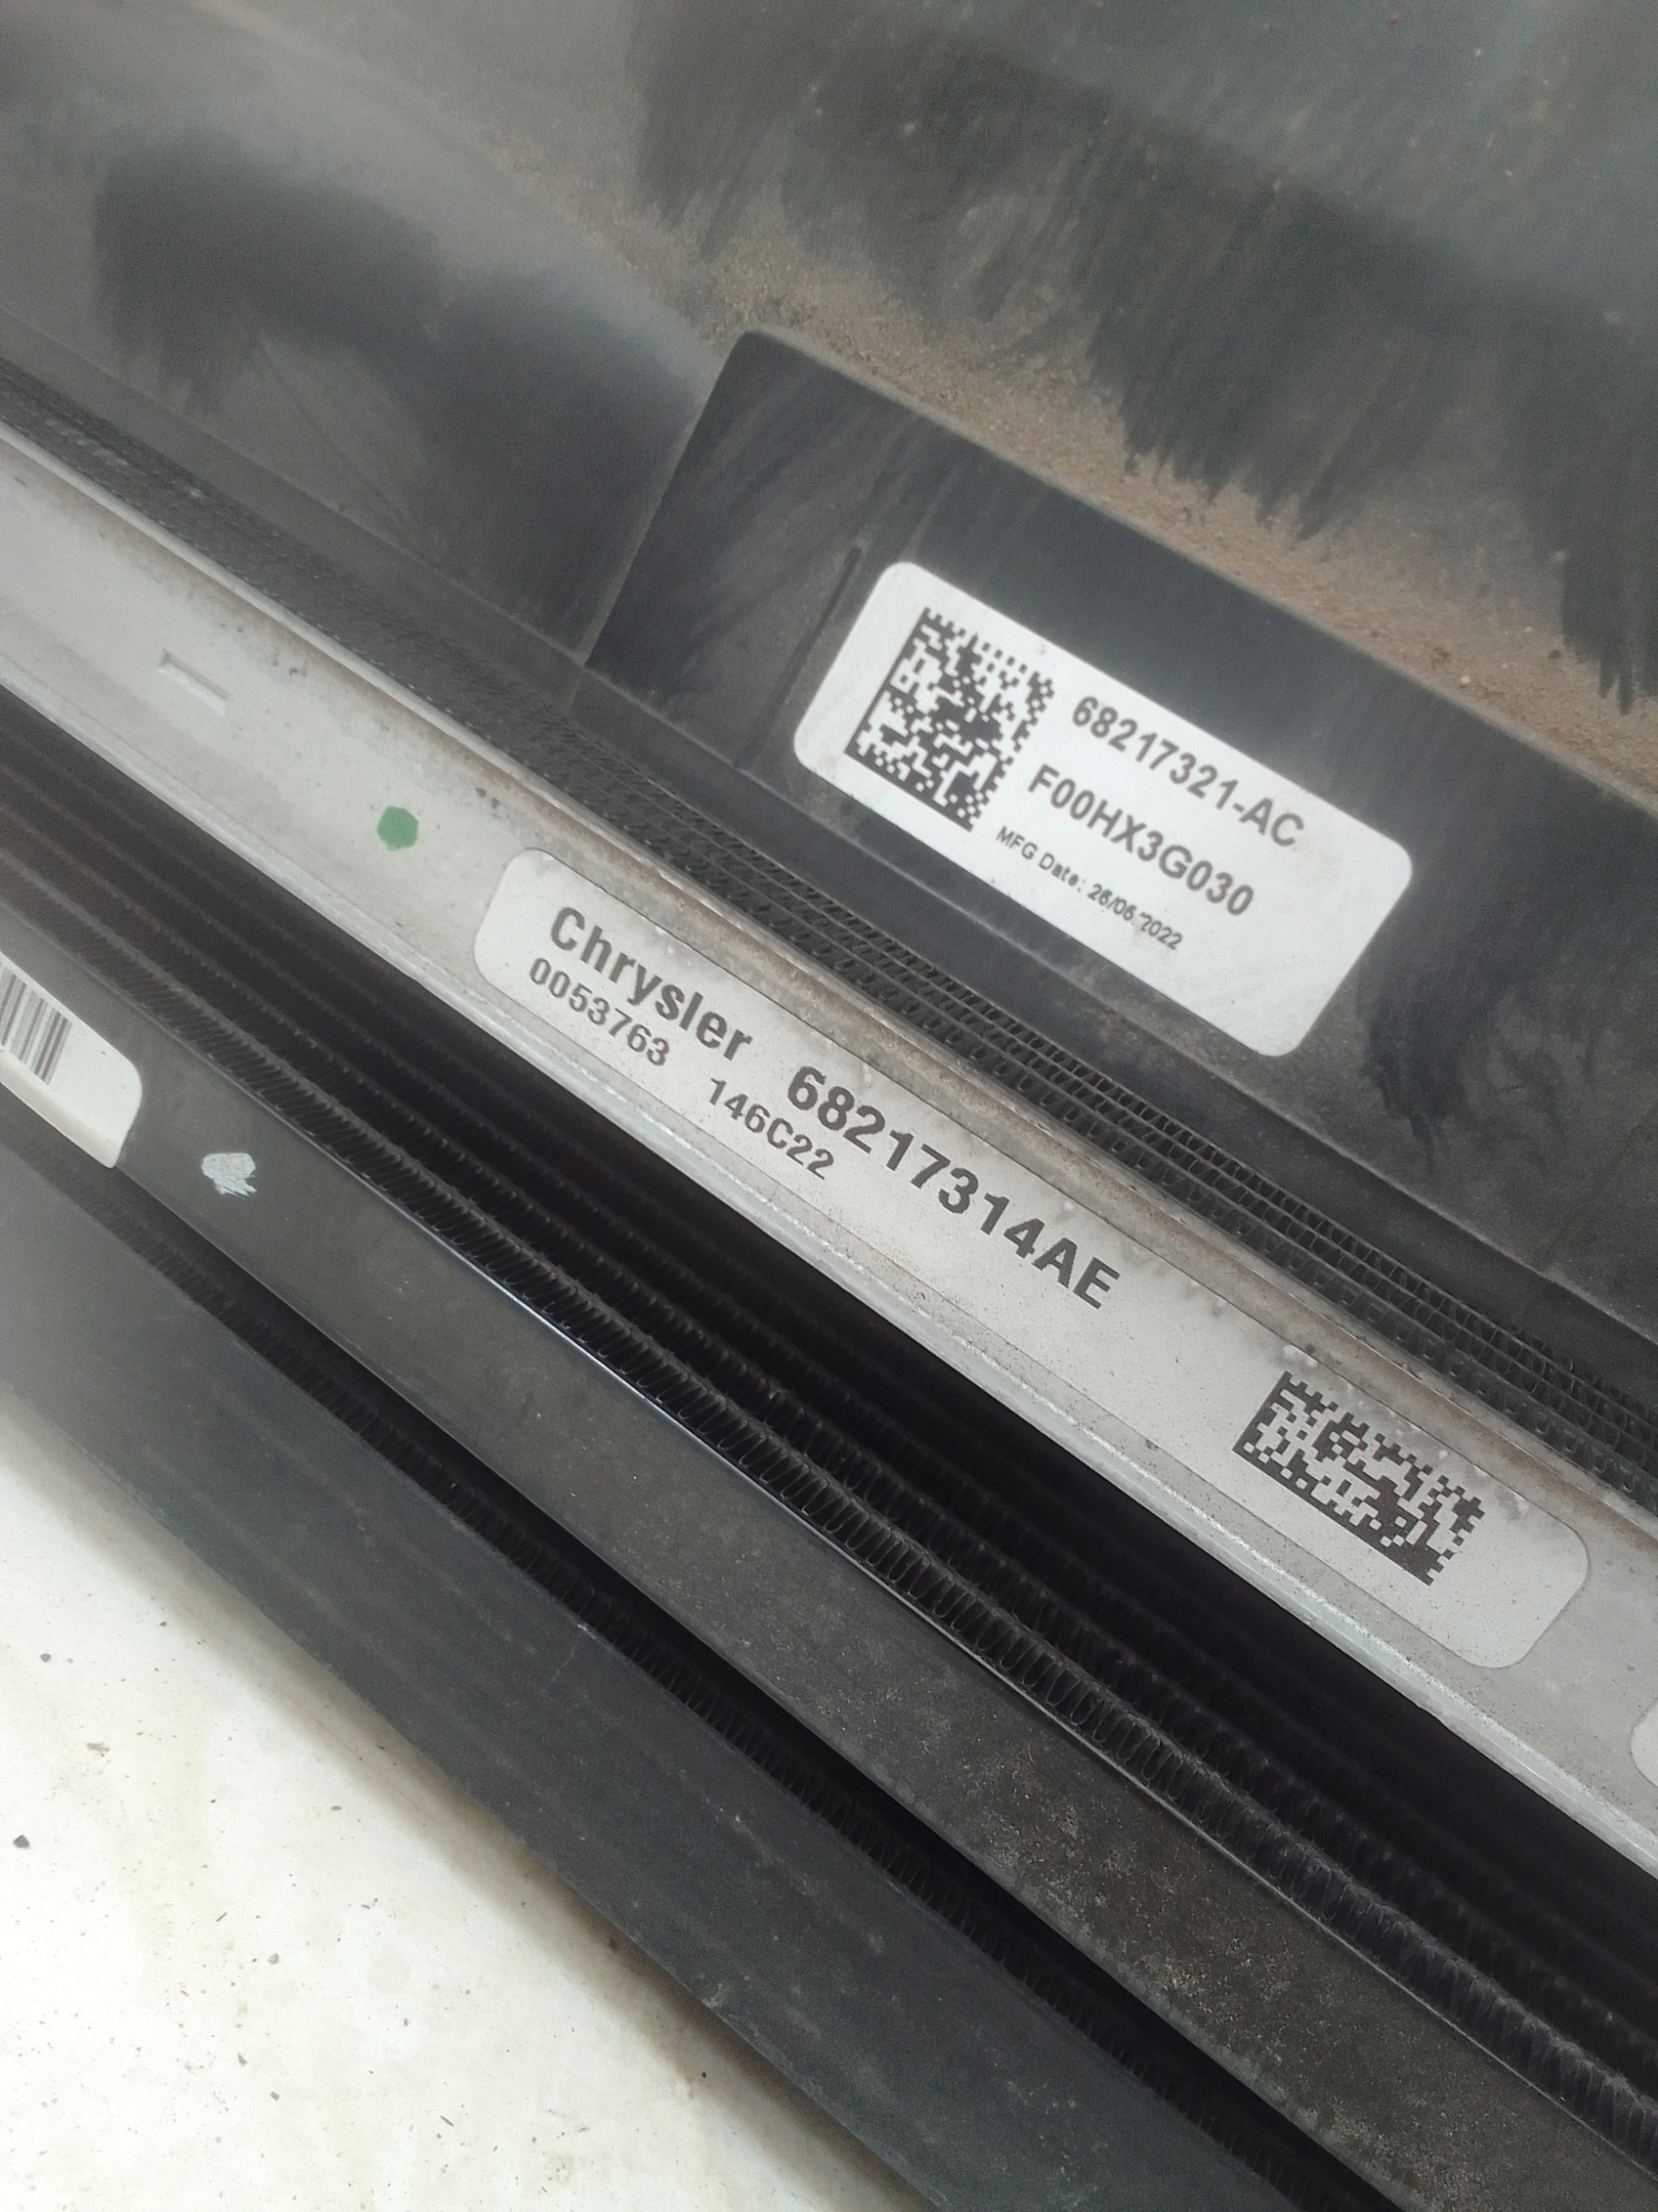 68217321-AC
F00HX3G030
MFG Date: 26/06/2022
Chrysler 68217314AE
0053763 146C22